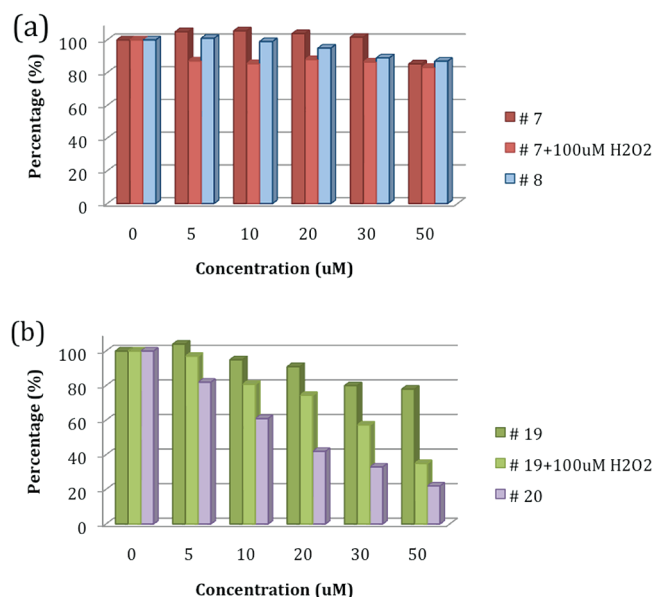 (a)
Percentage (%)
100
80
60
40
20
0
0 5 10 20 30 50
Concentration (uM)
# 7
# 7+100uM H2O2
# 8
(b)
Percentage (%)
100
80
60
40
20
0
0 5 10 20 30 50
Concentration (uM)
# 19
# 19+100uM H2O2
# 20